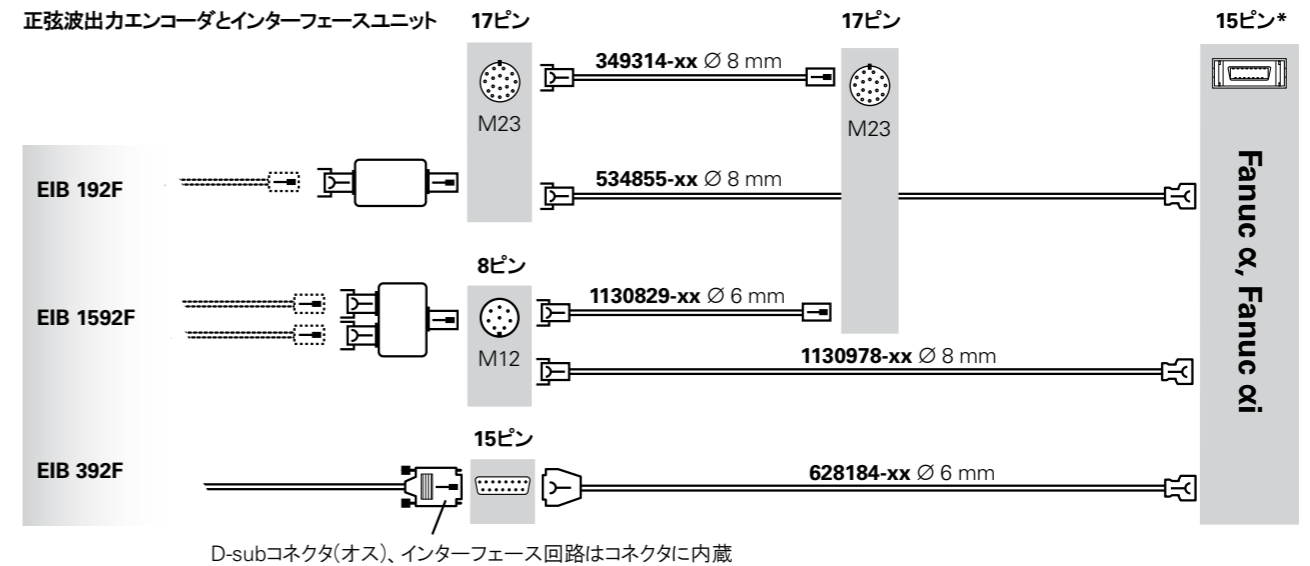 正弦波出力エンコーダとインターフェースユニット
17ピン
17ピン
15ピン*
349314-xx ∅ 8 mm
M23
M23
EIB 192F
534855-xx ∅ 8 mm
8ピン
EIB 1592F
1130829-xx ∅ 6 mm
M12
1130978-xx ∅ 8 mm
Fanuc α, Fanuc αi
15ピン
EIB 392F
628184-xx ∅ 6 mm
D-subコネクタ(オス)、インターフェース回路はコネクタに内蔵